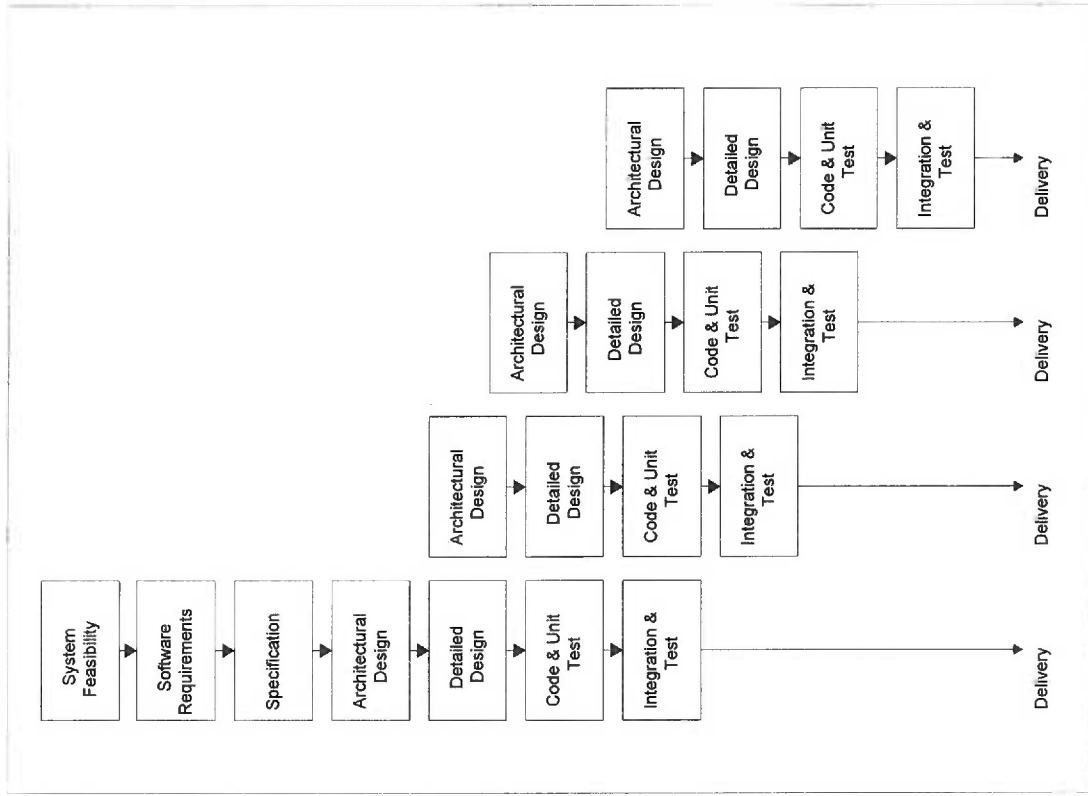 System
Feasibility
Software
Requirements
Specification
Architectural
Design
Detailed
Design
Code & Unit
Test
Integration &
Test
Delivery
Architectural
Design
Detailed
Design
Code & Unit
Test
Integration &
Test
Delivery
Architectural
Design
Detailed
Design
Code & Unit
Test
Integration &
Test
Delivery
Architectural
Design
Detailed
Design
Code & Unit
Test
Integration &
Test
Delivery